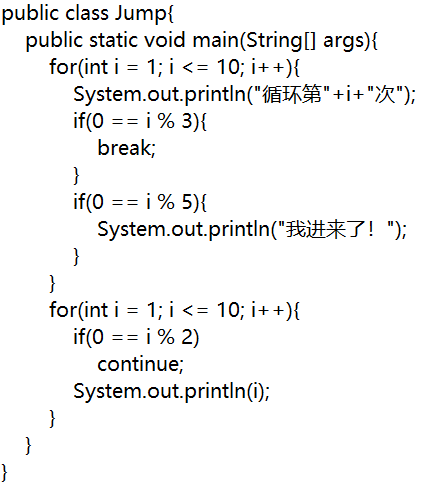 public class Jump{
    public static void main(String[] args){
        for(int i = 1; i <= 10; i++){
            System.out.println("循环第"+i+"次");
            if(0 == i % 3){
                break;
            }
            if(0 == i % 5){
                System.out.println("我进来了！");
            }
        }
        for(int i = 1; i <= 10; i++){
            if(0 == i % 2)
                continue;
            System.out.println(i);
        }
    }
}